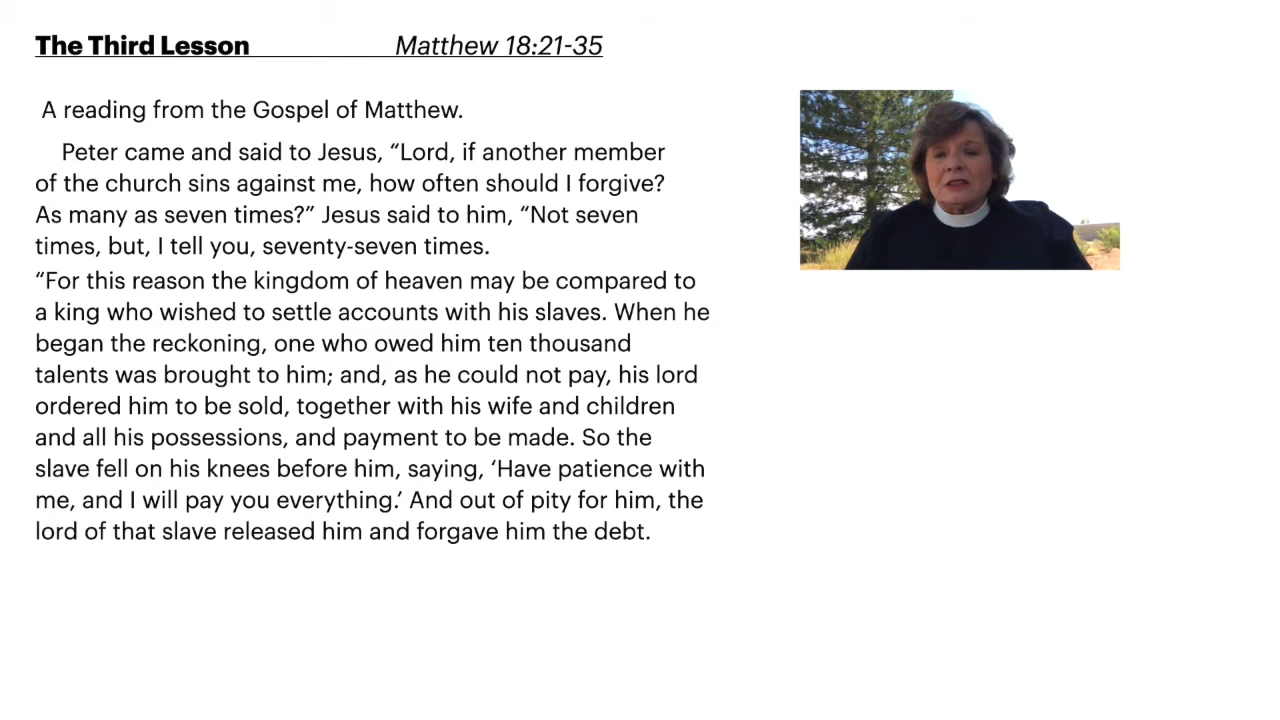 The Third Lesson Matthew 18:21-35
A reading from the Gospel of Matthew.
Peter came and said to Jesus, “Lord, if another member
of the church sins against me, how often should I forgive?
As many as seven times?” Jesus said to him, “Not seven
times, but, I tell you, seventy-seven times.
“For this reason the kingdom of heaven may be compared to
a king who wished to settle accounts with his slaves. When he
began the reckoning, one who owed him ten thousand
talents was brought to him; and, as he could not pay, his lord
ordered him to be sold, together with his wife and children
and all his possessions, and payment to be made. So the
slave fell on his knees before him, saying, ‘Have patience with
me, and I will pay you everything.’ And out of pity for him, the
lord of that slave released him and forgave him the debt.